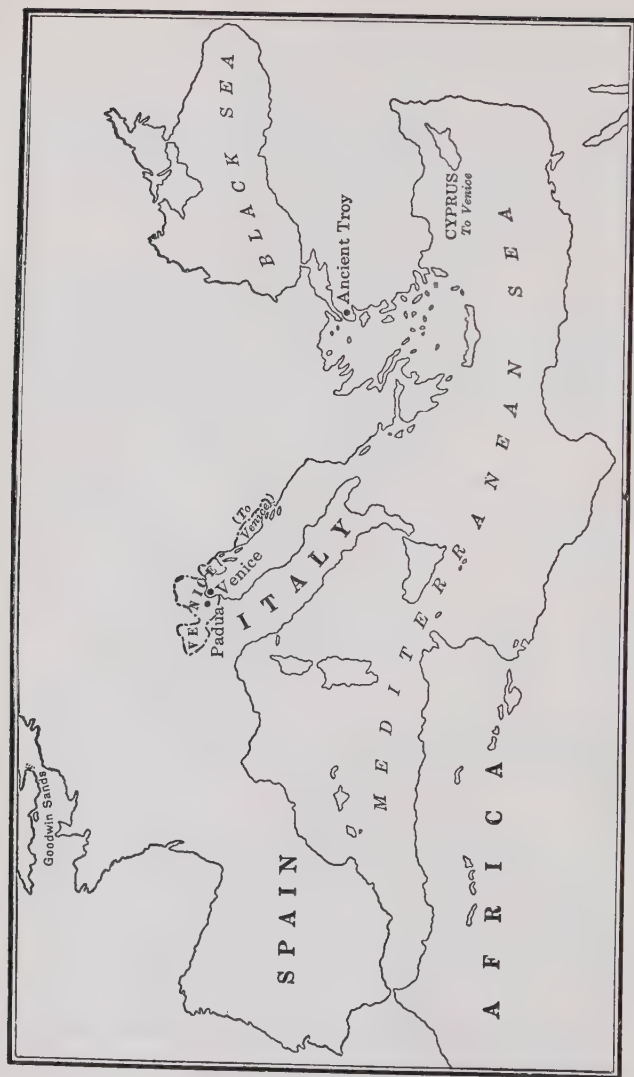 Goodwin Sands
BLACK SEA
VENICE
Padua
Venice
(To
Venice)
ITALY
Ancient Troy
SPAIN
CYPRUS
To Venice
MEDITERRANEAN SEA
AFRICA